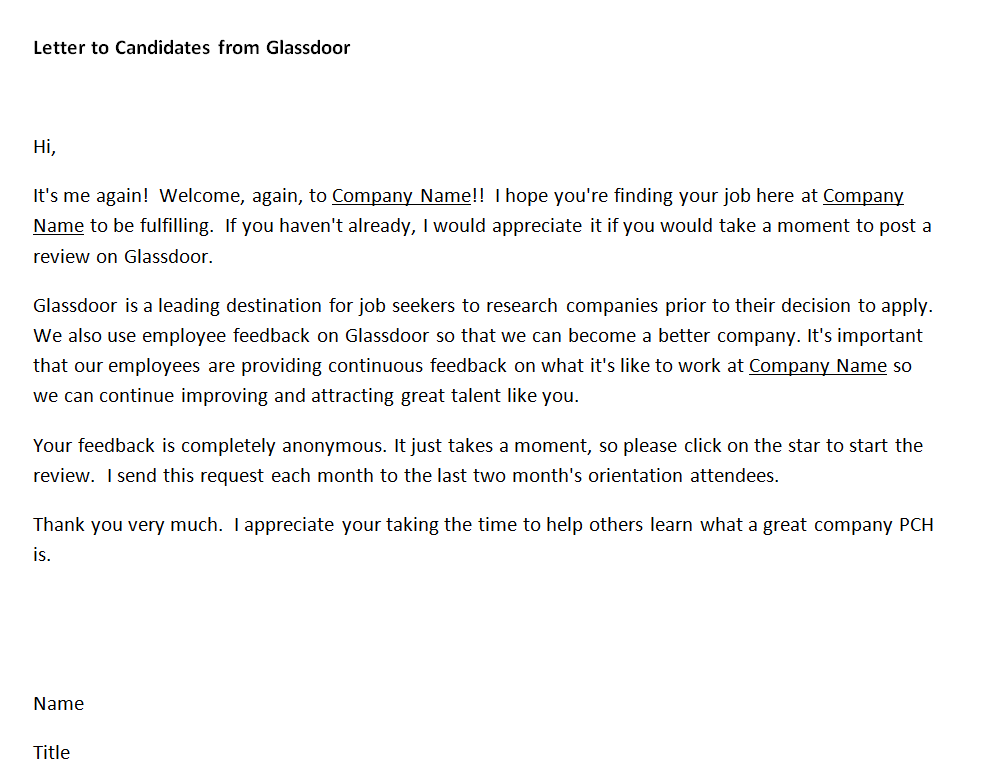 Letter to Candidates from Glassdoor
Hi,
It's me again!  Welcome, again, to Company Name!!  I hope you're finding your job here at Company
Name to be fulfilling.  If you haven't already, I would appreciate it if you would take a moment to post a
review on Glassdoor.
Glassdoor is a leading destination for job seekers to research companies prior to their decision to apply.
We also use employee feedback on Glassdoor so that we can become a better company. It's important
that our employees are providing continuous feedback on what it's like to work at Company Name so
we can continue improving and attracting great talent like you.
Your feedback is completely anonymous. It just takes a moment, so please click on the star to start the
review.  I send this request each month to the last two month's orientation attendees.
Thank you very much.  I appreciate your taking the time to help others learn what a great company PCH
is.
Name
Title